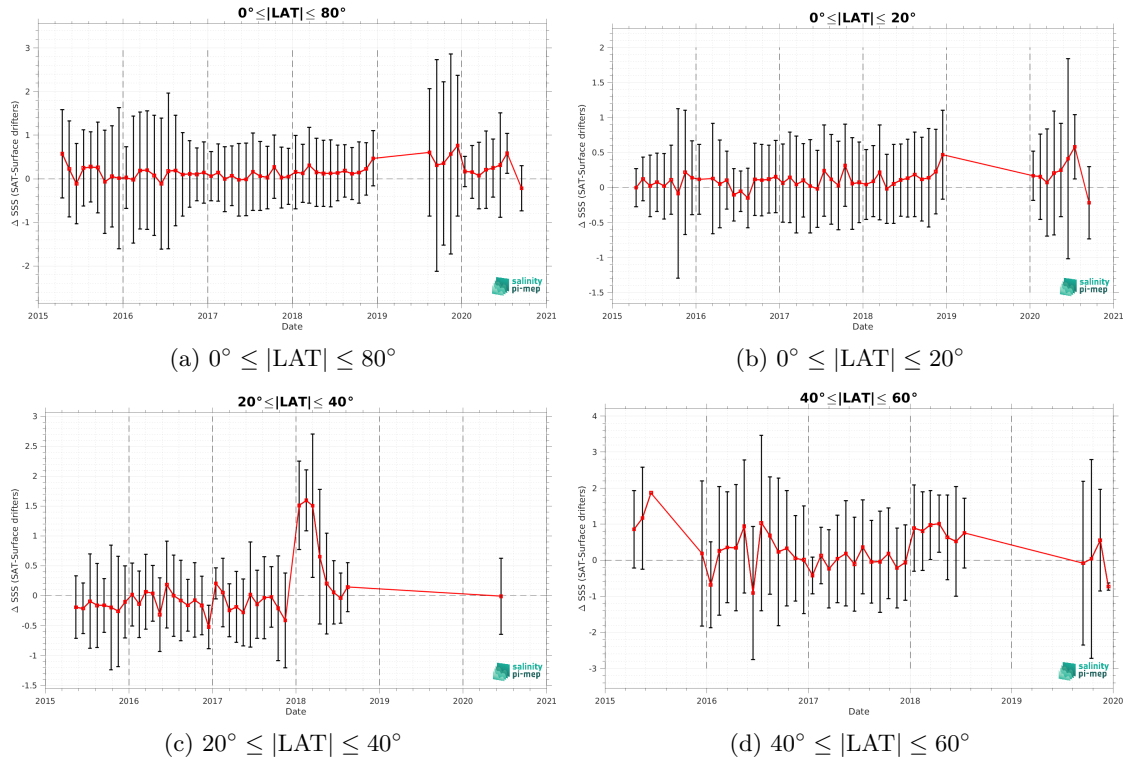 0°≤|LAT|≤ 80°
Δ SSS (SAT-Surface drifters)
3
2
1
0
-1
-2
salinity
pi-mep
2015 2016 2017 2018 2019 2020 2021
Date
(a) 0° ≤ |LAT| ≤ 80°
0°≤|LAT|≤ 20°
Δ SSS (SAT-Surface drifters)
2
1.5
1
0.5
0
-0.5
-1
-1.5
salinity
pi-mep
2015 2016 2017 2018 2019 2020 2021
Date
(b) 0° ≤ |LAT| ≤ 20°
20°≤|LAT|≤ 40°
Δ SSS (SAT-Surface drifters)
3
2.5
2
1.5
1
0.5
0
-0.5
-1
-1.5
salinity
pi-mep
2015 2016 2017 2018 2019 2020 2021
Date
(c) 20° ≤ |LAT| ≤ 40°
40°≤|LAT|≤ 60°
Δ SSS (SAT-Surface drifters)
4
3
2
1
0
-1
-2
-3
salinity
pi-mep
2015 2016 2017 2018 2019 2020
Date
(d) 40° ≤ |LAT| ≤ 60°